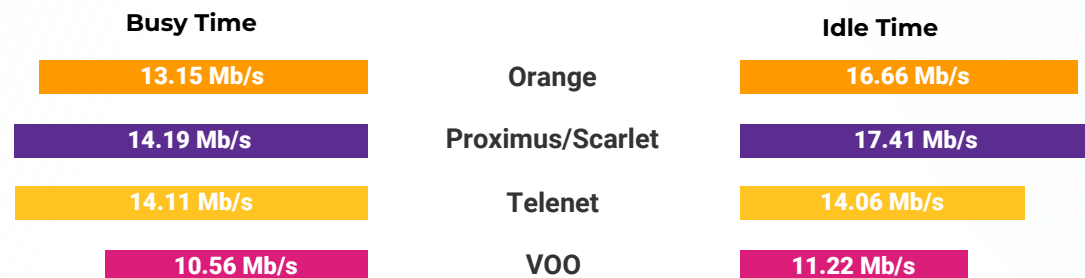 Busy Time Idle Time
13.15 Mb/s Orange 16.66 Mb/s
14.19 Mb/s Proximus/Scarlet 17.41 Mb/s
14.11 Mb/s Telenet 14.06 Mb/s
10.56 Mb/s VOO 11.22 Mb/s